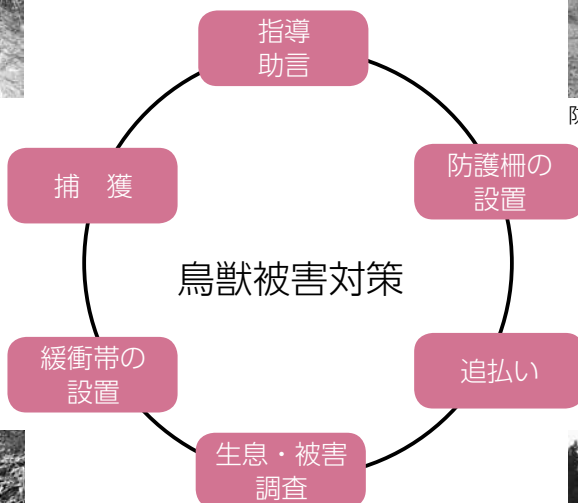 指導
助言
防
防護柵の
設置
捕　獲
鳥獣被害対策
追払い
緩衝帯の
設置
生息・被害
調査